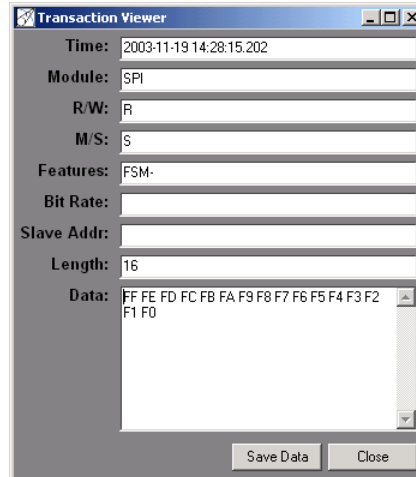 Transaction Viewer
Time: 2003-11-19 14:28:15.202
Module: SPI
R/W: R
M/S: S
Features: FSM-
Bit Rate:
Slave Addr:
Length: 16
Data: FF FE FD FC FB FA F9 F8 F7 F6 F5 F4 F3 F2
F1 F0
Save Data Close